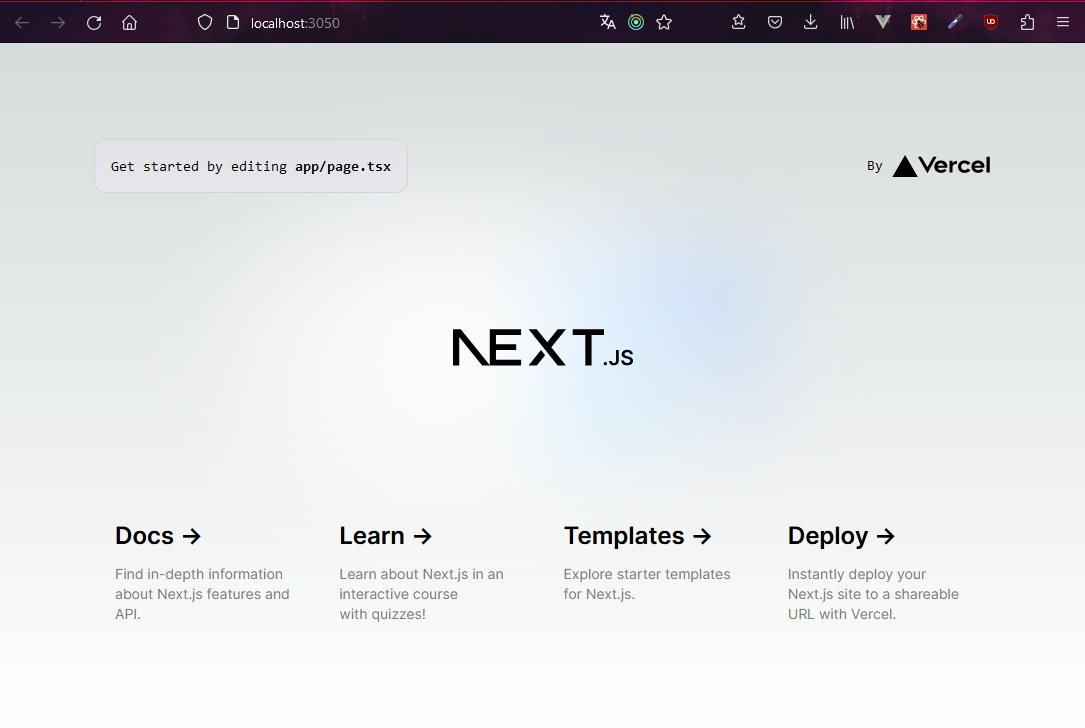 localhost:3050
Get started by editing app/page.tsx
By Vercel
NEXT.JS
Docs →
Find in-depth information
about Next.js features and
API.
Learn →
Learn about Next.js in an
interactive course
with quizzes!
Templates →
Explore starter templates
for Next.js.
Deploy →
Instantly deploy your
Next.js site to a shareable
URL with Vercel.